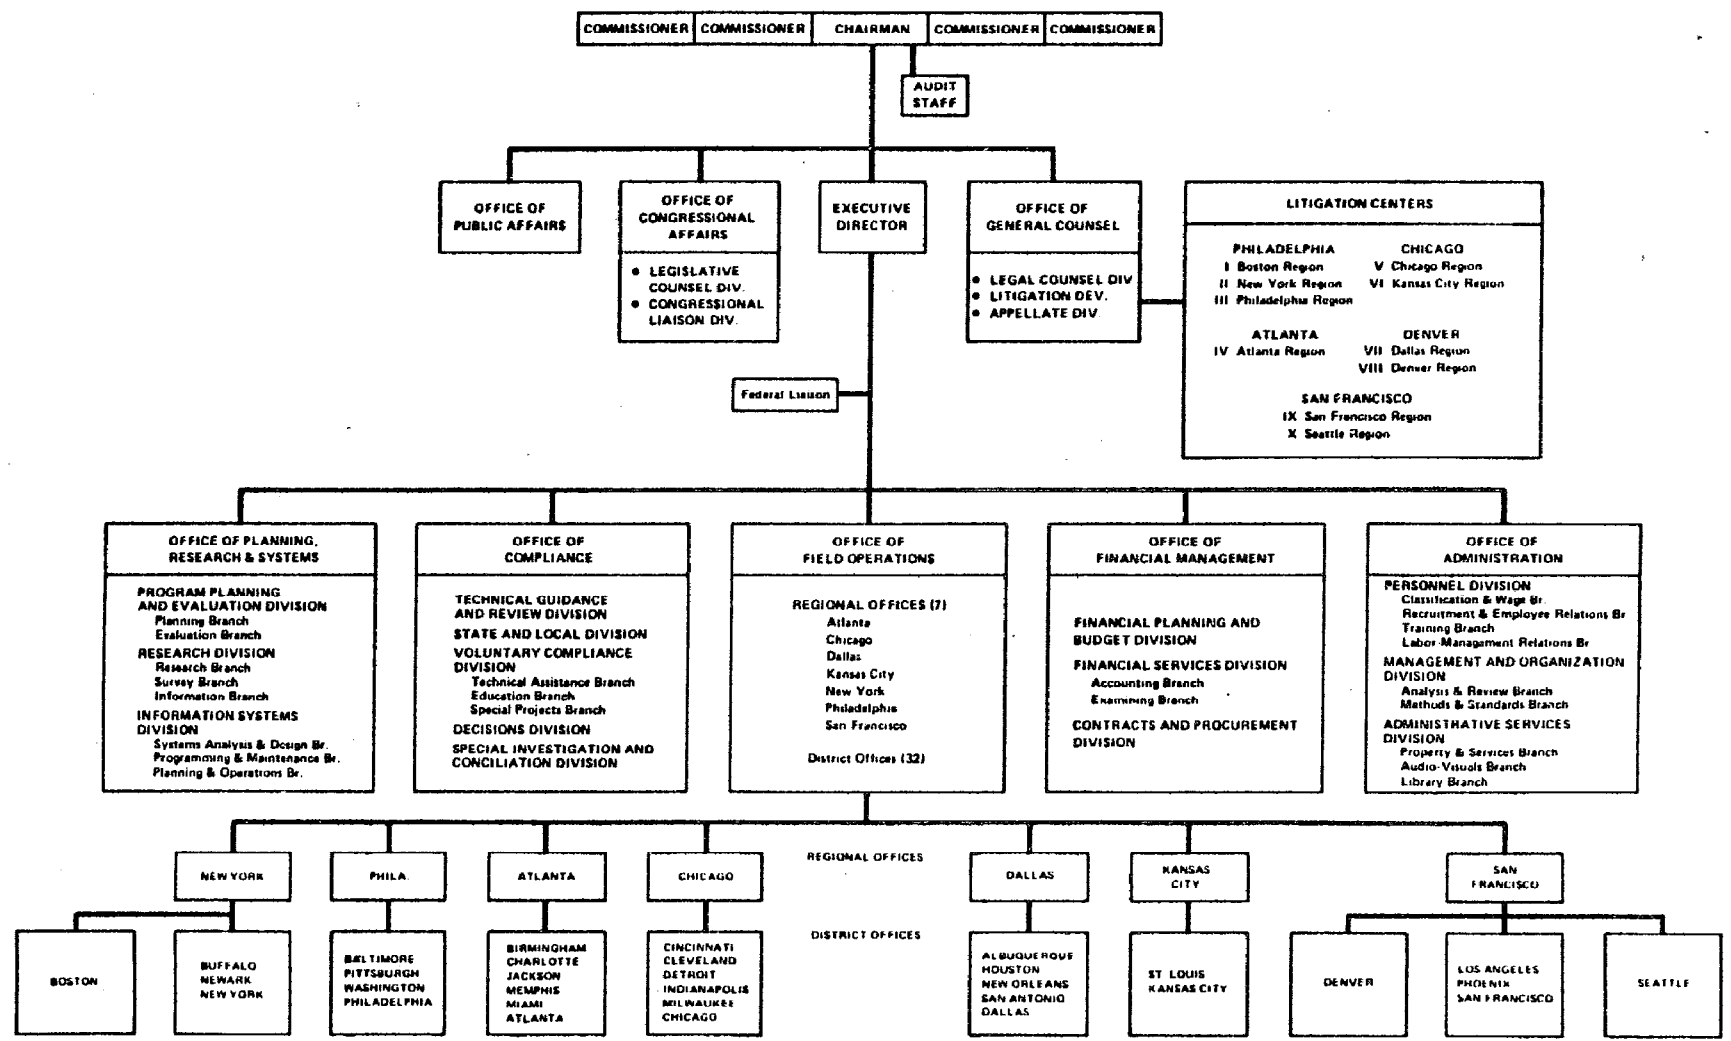 COMMISSIONER COMMISSIONER CHAIRMAN COMMISSIONER COMMISSIONER
AUDIT
STAFF
OFFICE OF
PUBLIC AFFAIRS
OFFICE OF
CONGRESSIONAL
AFFAIRS
• LEGISLATIVE
COUNSEL DIV.
• CONGRESSIONAL
LIAISON DIV.
EXECUTIVE
DIRECTOR
OFFICE OF
GENERAL COUNSEL
• LEGAL COUNSEL DIV
• LITIGATION DEV.
• APPELLATE DIV.
LITIGATION CENTERS
PHILADELPHIA
I Boston Region
II New York Region
III Philadelphia Region
CHICAGO
V Chicago Region
VI Kansas City Region
ATLANTA
IV Atlanta Region
DENVER
VII Dallas Region
VIII Denver Region
SAN FRANCISCO
IX San Francisco Region
X Seattle Region
Federal Liaison
OFFICE OF PLANNING,
RESEARCH & SYSTEMS
PROGRAM PLANNING
AND EVALUATION DIVISION
Planning Branch
Evaluation Branch
RESEARCH DIVISION
Research Branch
Survey Branch
Information Branch
INFORMATION SYSTEMS
DIVISION
Systems Analysis & Design Br.
Programming & Maintenance Br.
Planning & Operations Br.
OFFICE OF
COMPLIANCE
TECHNICAL GUIDANCE
AND REVIEW DIVISION
STATE AND LOCAL DIVISION
VOLUNTARY COMPLIANCE
DIVISION
Technical Assistance Branch
Education Branch
Special Projects Branch
DECISIONS DIVISION
SPECIAL INVESTIGATION AND
CONCILIATION DIVISION
OFFICE OF
FIELD OPERATIONS
REGIONAL OFFICES (7)
Atlanta
Chicago
Dallas
Kansas City
New York
Philadelphia
San Francisco
District Offices (32)
OFFICE OF
FINANCIAL MANAGEMENT
FINANCIAL PLANNING AND
BUDGET DIVISION
FINANCIAL SERVICES DIVISION
Accounting Branch
Examining Branch
CONTRACTS AND PROCUREMENT
DIVISION
OFFICE OF
ADMINISTRATION
PERSONNEL DIVISION
Classification & Wage Br.
Recruitment & Employee Relations Br
Training Branch
Labor-Management Relations Br
MANAGEMENT AND ORGANIZATION
DIVISION
Analysis & Review Branch
Methods & Standards Branch
ADMINISTRATIVE SERVICES
DIVISION
Property & Services Branch
Audio-Visuals Branch
Library Branch
NEW YORK
PHILA.
ATLANTA
CHICAGO
REGIONAL OFFICES
DALLAS
KANSAS
CITY
SAN
FRANCISCO
BOSTON
BUFFALO
NEWARK
NEW YORK
BALTIMORE
PITTSBURGH
WASHINGTON
PHILADELPHIA
BIRMINGHAM
CHARLOTTE
JACKSON
MEMPHIS
MIAMI
ATLANTA
CINCINNATI
CLEVELAND
DETROIT
INDIANAPOLIS
MILWAUKEE
CHICAGO
DISTRICT OFFICES
ALBUQUERQUE
HOUSTON
NEW ORLEANS
SAN ANTONIO
DALLAS
ST LOUIS
KANSAS CITY
DENVER
LOS ANGELES
PHOENIX
SAN FRANCISCO
SEATTLE